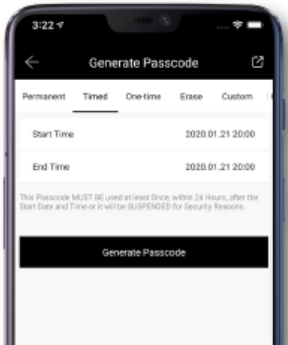 3:22
Generate Passcode
Permanent Timed One-time Erase Custom
Start Time 2020.01.21 20:00
End Time 2020.01.21 20:00
This Passcode MUST BE used at least Once, within 24 Hours, after the
Start Date and Time or it will be SUSPENDED for Security Reasons.
Generate Passcode